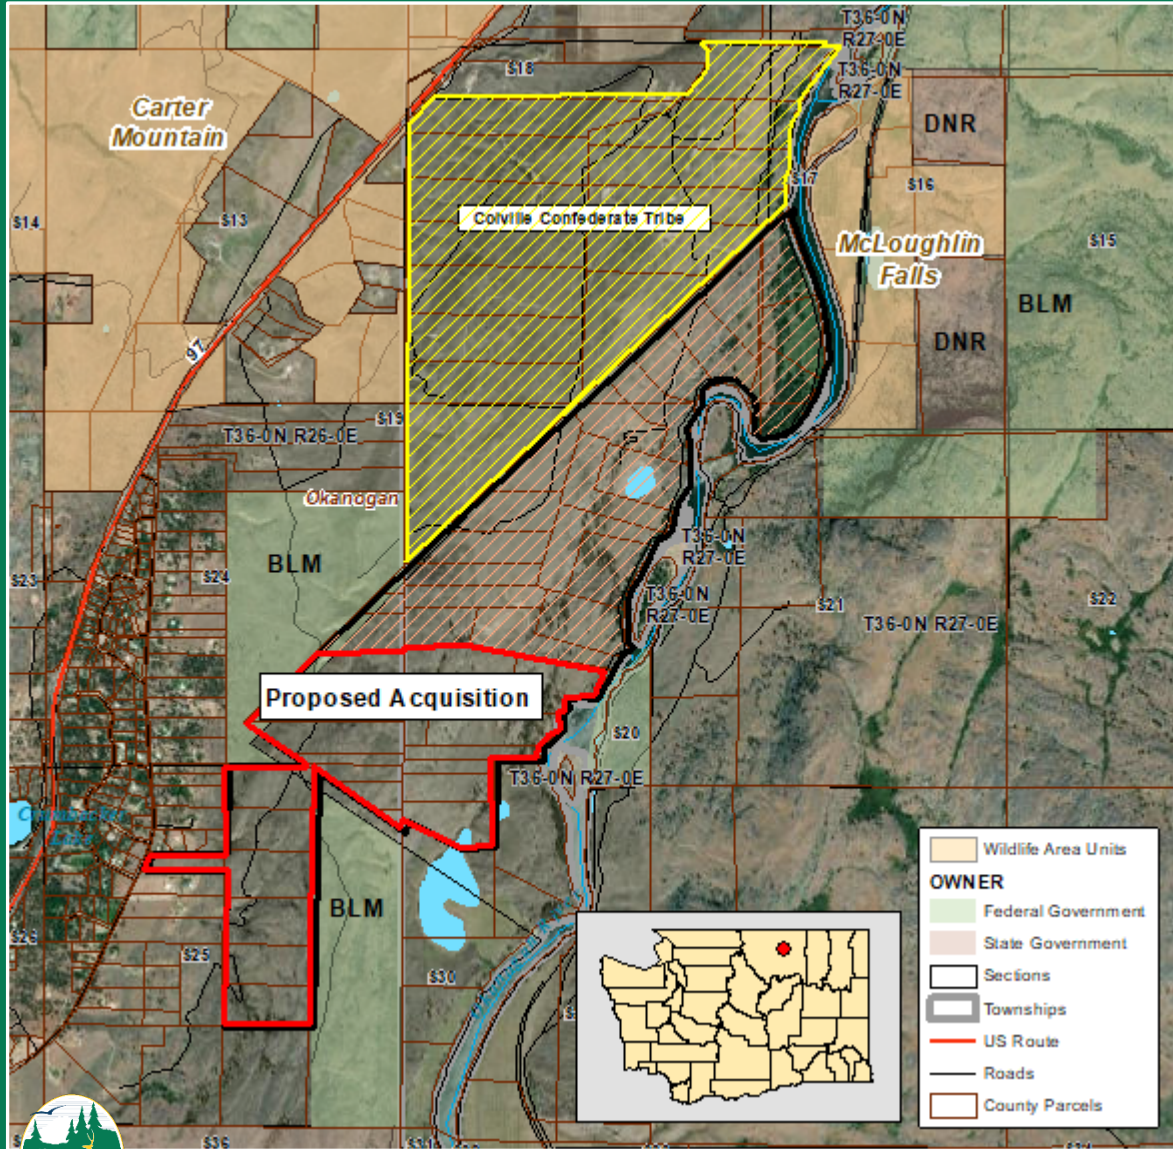 T36-0N
R27-0E
T36-0N
R27-0E
S18
Carter
Mountain
DNR
S17
S16
S14
S13
Colville Confederate Tribe
McLoughlin
Falls
S15
BLM
DNR
97
S19
T36-0N R26-0E
Okanogan
T36-0N
R27-0E
BLM
S23
S24
T36-0N
R27-0E
S21
S22
T36-0N R27-0E
Proposed Acquisition
S20
T36-0N R27-0E
Lake
BLM
S26
S25
S30
S36
S31
Wildlife Area Units
OWNER
Federal Government
State Government
Sections
Townships
US Route
Roads
County Parcels